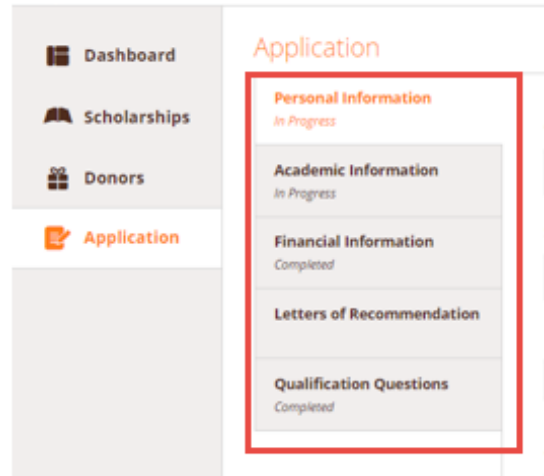 Dashboard
Scholarships
Donors
Application
Application
Personal Information
In Progress
Academic Information
In Progress
Financial Information
Completed
Letters of Recommendation
Qualification Questions
Completed